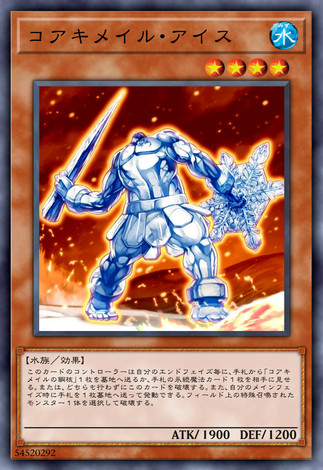 コアキメイル・アイス
水
【水族／効果】
このカードのコントローラーは自分のエンドフェイズ毎に、手札から「コアキ
メイルの鋼核」１枚を墓地へ送るか、手札の永続魔法カード１枚を相手に見
せる。または、どちらも行わずにこのカードを破壊する。また、自分のメインフェ
イズ時に手札を１枚墓地へ送って発動できる。フィールド上の特殊召喚された
モンスター１体を選択して破壊する。
ATK/ 1900 DEF/ 1200
54520292